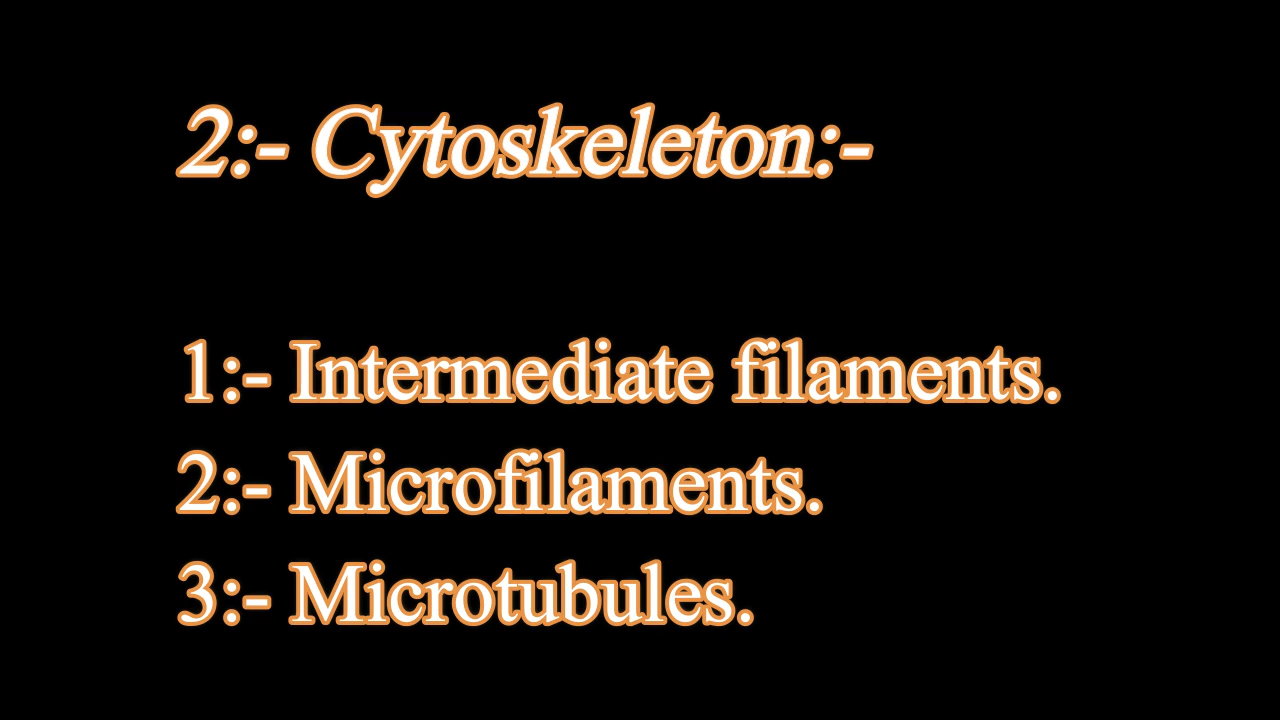 2:- Cytoskeleton:-
1:- Intermediate filaments.
2:- Microfilaments.
3:- Microtubules.